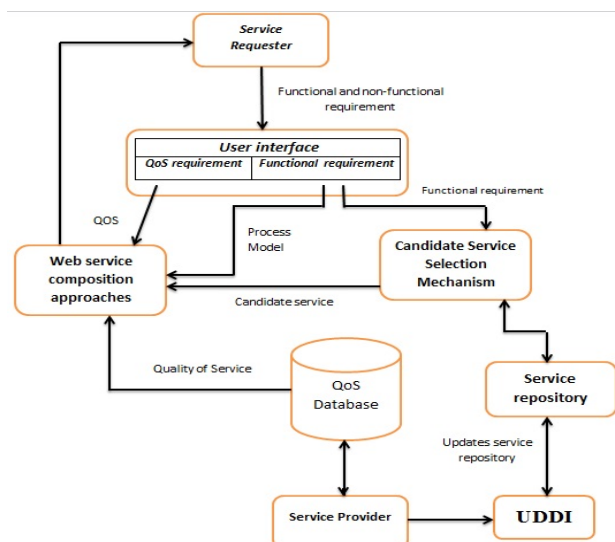 Service
Requester
Functional and non-functional
requirement
User interface
QoS requirement
Functional requirement
Functional requirement
QOS
Process
Model
Web service
composition
approaches
Candidate Service
Selection
Mechanism
Candidate service
Quality of Service
QoS
Database
Service
repository
Updates service
repository
Service Provider
UDDI